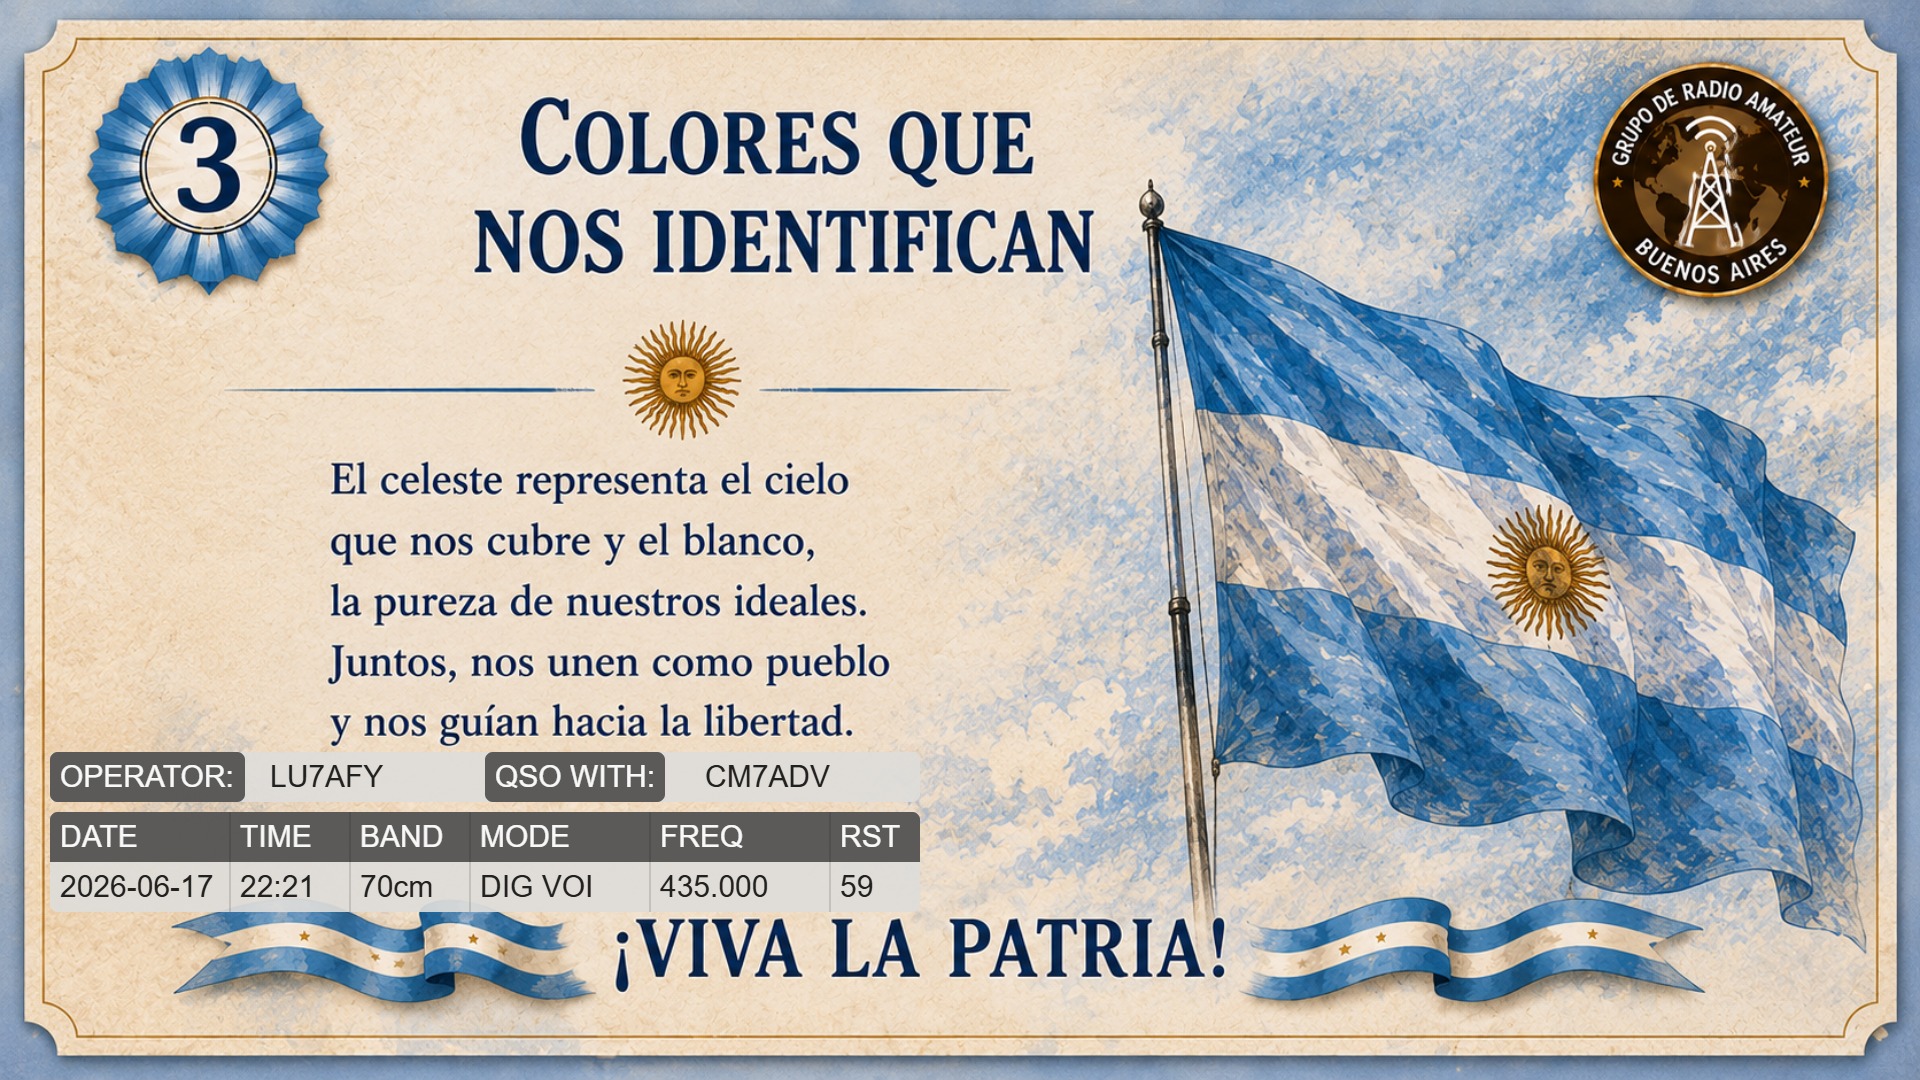 3
COLORES QUE
NOS IDENTIFICAN
GRUPO DE RADIO AMATEUR
BUENOS AIRES
El celeste representa el cielo
que nos cubre y el blanco,
la pureza de nuestros ideales.
Juntos, nos unen como pueblo
y nos guían hacia la libertad.
OPERATOR: LU7AFY QSO WITH: CM7ADV
DATE TIME BAND MODE FREQ RST
2026-06-17 22:21 70cm DIG VOI 435.000 59
¡VIVA LA PATRIA!